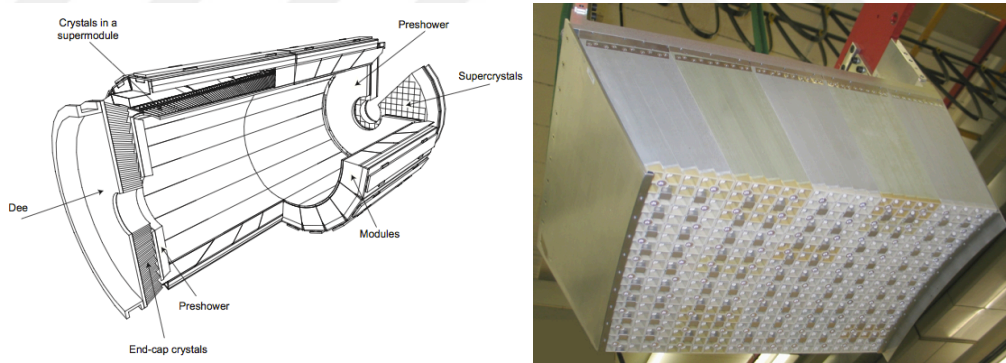 Crystals in a
supermodule
Preshower
Supercrystals
Dee
Modules
Preshower
End-cap crystals